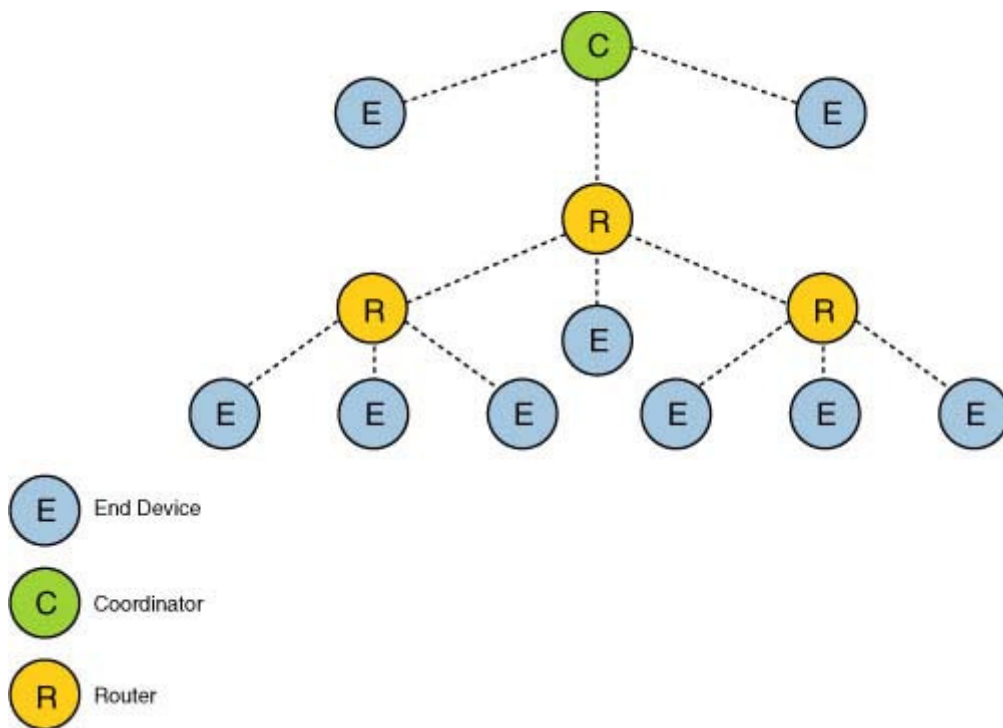 C
E E
R
R R
E
E E E E E E
E End Device
C Coordinator
R Router